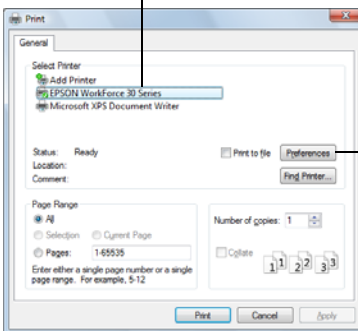 Print
General
Select Printer
Add Printer
EPSON WorkForce 30 Series
Microsoft XPS Document Writer
Status: Ready
Print to file
Preferences
Location:
Comment:
Find Printer...
Page Range
All
Selection
Current Page
Pages: 1-65535
Enter either a single page number or a single
page range. For example, 5-12
Number of copies: 1
Collate
1 1 2 2 3 3
Print
Cancel
Apply